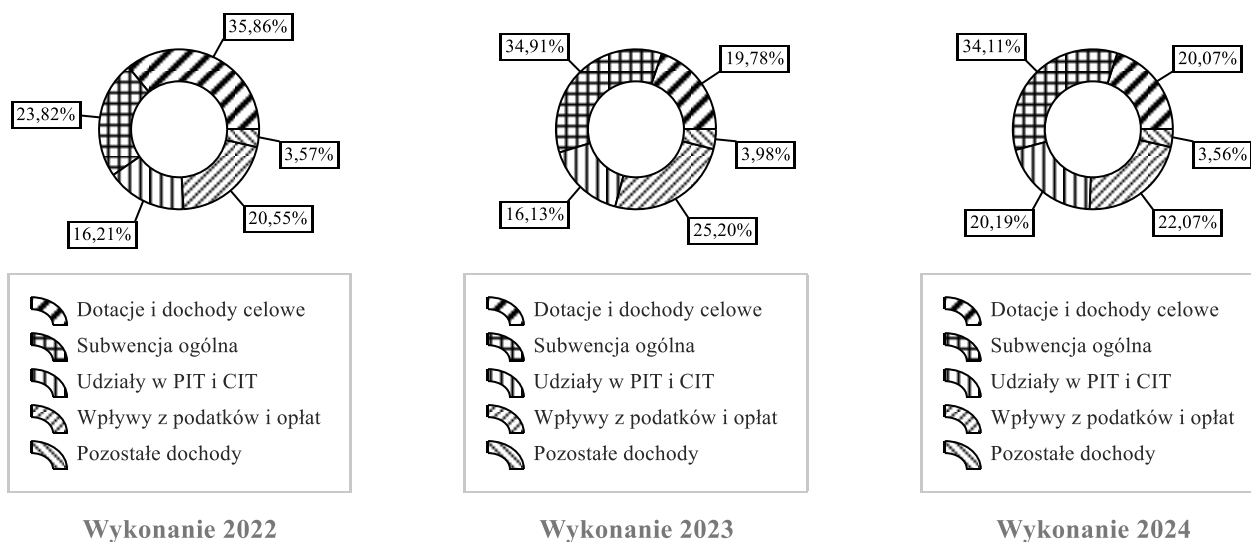 35,86%
23,82%
3,57%
20,55%
16,21%
Dotacje i dochody celowe
Subwencja ogólna
Udziały w PIT i CIT
Wpływy z podatków i opłat
Pozostałe dochody
Wykonanie 2022
34,91%
19,78%
3,98%
16,13%
25,20%
Dotacje i dochody celowe
Subwencja ogólna
Udziały w PIT i CIT
Wpływy z podatków i opłat
Pozostałe dochody
Wykonanie 2023
34,11%
20,07%
3,56%
20,19%
22,07%
Dotacje i dochody celowe
Subwencja ogólna
Udziały w PIT i CIT
Wpływy z podatków i opłat
Pozostałe dochody
Wykonanie 2024